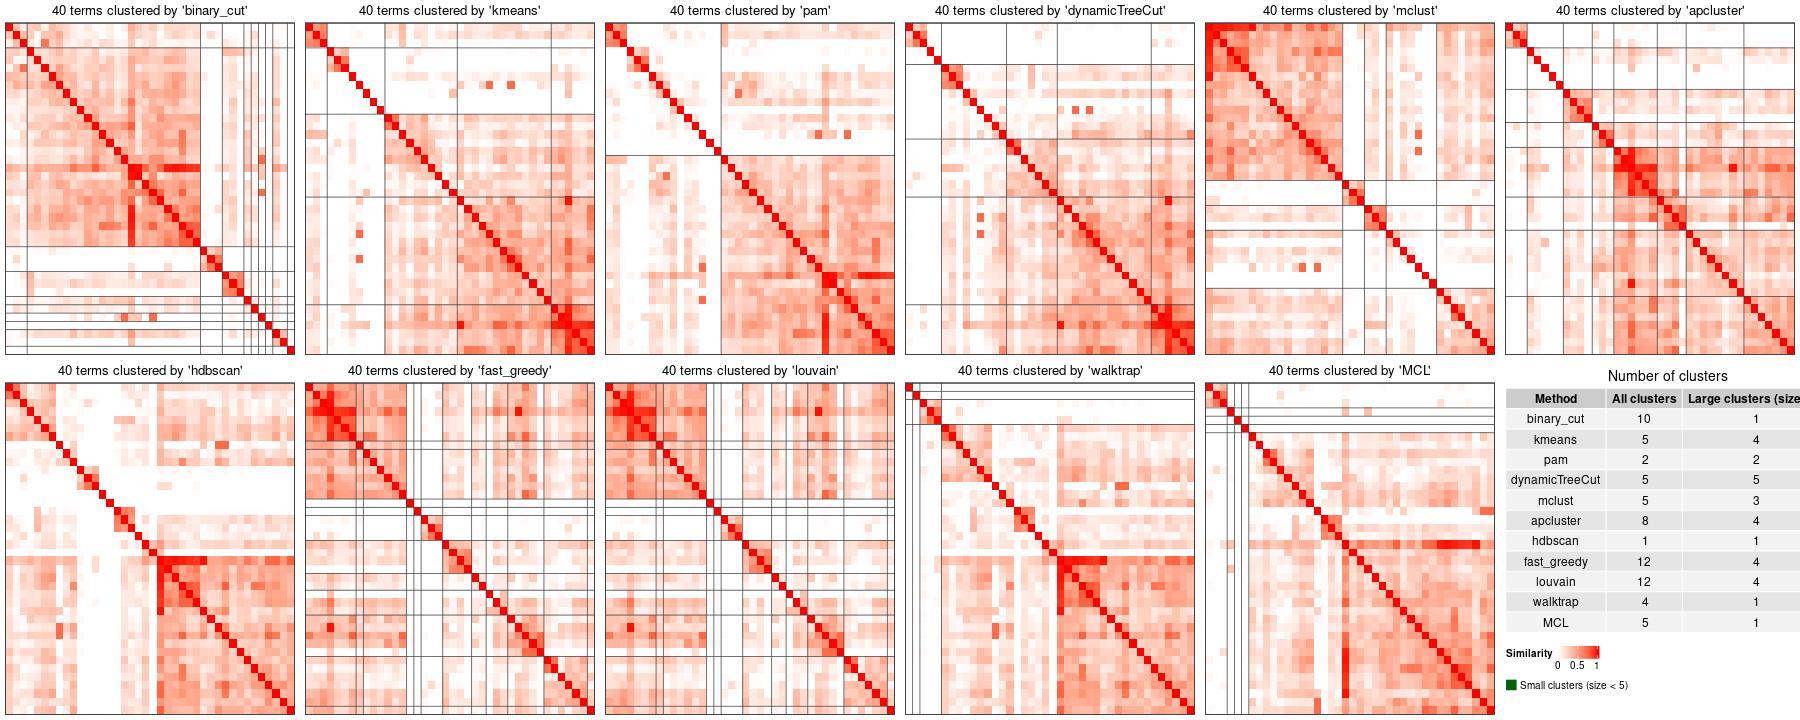 40 terms clustered by 'binary_cut'
40 terms clustered by 'kmeans'
40 terms clustered by 'pam'
40 terms clustered by 'dynamicTreeCut'
40 terms clustered by 'mclust'
40 terms clustered by 'apcluster'
40 terms clustered by 'hdbscan'
40 terms clustered by 'fast_greedy'
40 terms clustered by 'louvain'
40 terms clustered by 'walktrap'
40 terms clustered by 'MCL'
Number of clusters
Method All clusters Large clusters (size
binary_cut 10 1
kmeans 5 4
pam 2 2
dynamicTreeCut 5 5
mclust 5 3
apcluster 8 4
hdbscan 1 1
fast_greedy 12 4
louvain 12 4
walktrap 4 1
MCL 5 1
Similarity
0 0.5 1
Small clusters (size < 5)